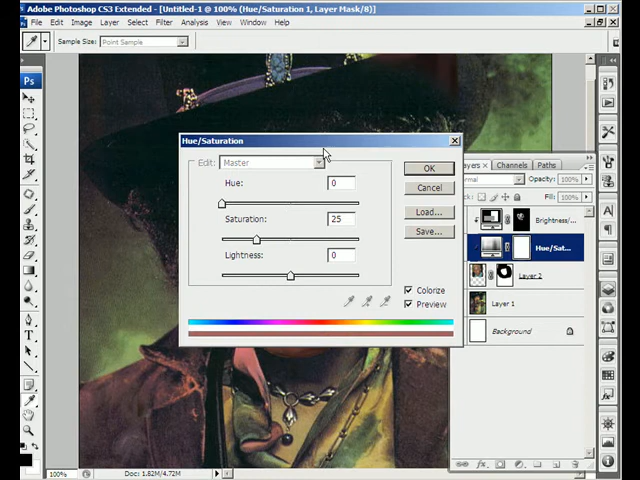 Adobe Photoshop CS3 Extended - [Untitled-1 @ 100% (Hue/Saturation 1, Layer Mask/8)]
File Edit Image Layer Select Filter Analysis View Window Help
Sample Size: Point Sample
Ps
Hue/Saturation
Edit: Master
Hue: 0
Saturation: 25
Lightness: 0
OK
Cancel
Load...
Save...
Colorize
Preview
Layers Channels Paths
Normal Opacity: 100%
Fill: 100%
Brightness/...
Hue/Sat...
Layer 2
Layer 1
Background
100% Doc: 1.82M/4.72M